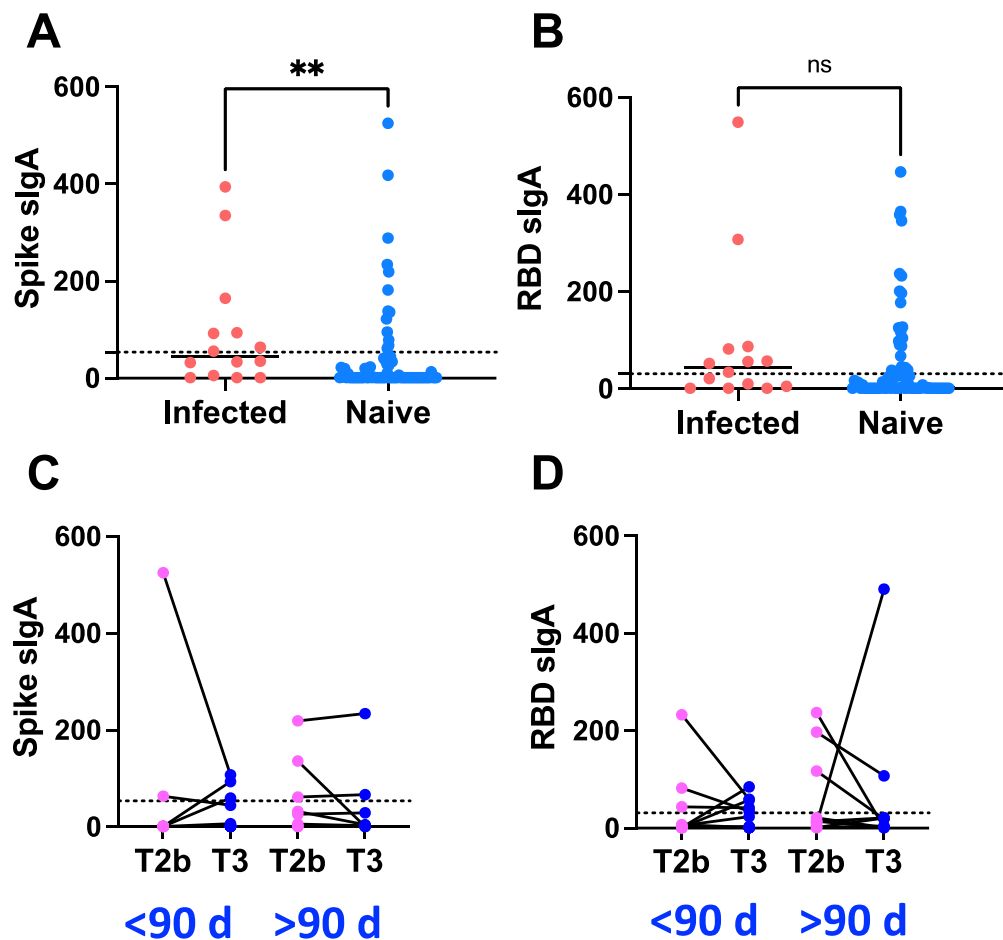 A
B
**
ns
Spike sIgA
600
400
200
0
Infected Naive
RBD sIgA
600
400
200
0
Infected Naive
C
D
Spike sIgA
600
400
200
0
T2b T3 T2b T3
<90 d >90 d
RBD sIgA
600
400
200
0
T2b T3 T2b T3
<90 d >90 d